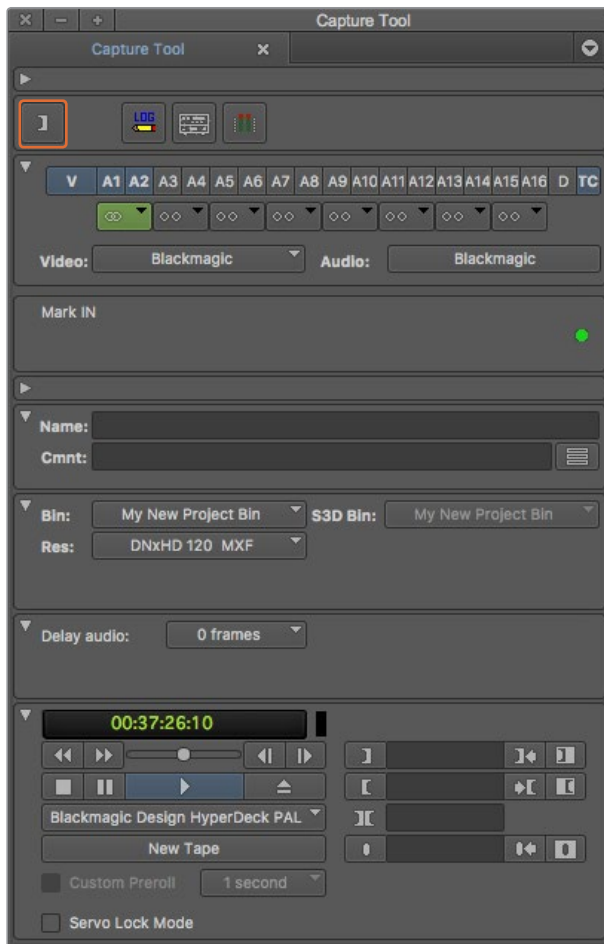 Capture Tool
Capture Tool
LOG
V A1 A2 A3 A4 A5 A6 A7 A8 A9 A10 A11 A12 A13 A14 A15 A16 D TC
Video: Blackmagic Audio: Blackmagic
Mark IN
Name:
Cmnt:
Bin: My New Project Bin S3D Bin: My New Project Bin
Res: DNxHD 120 MXF
Delay audio: 0 frames
00:37:26:10
Blackmagic Design HyperDeck PAL
New Tape
Custom Preroll 1 second
Servo Lock Mode